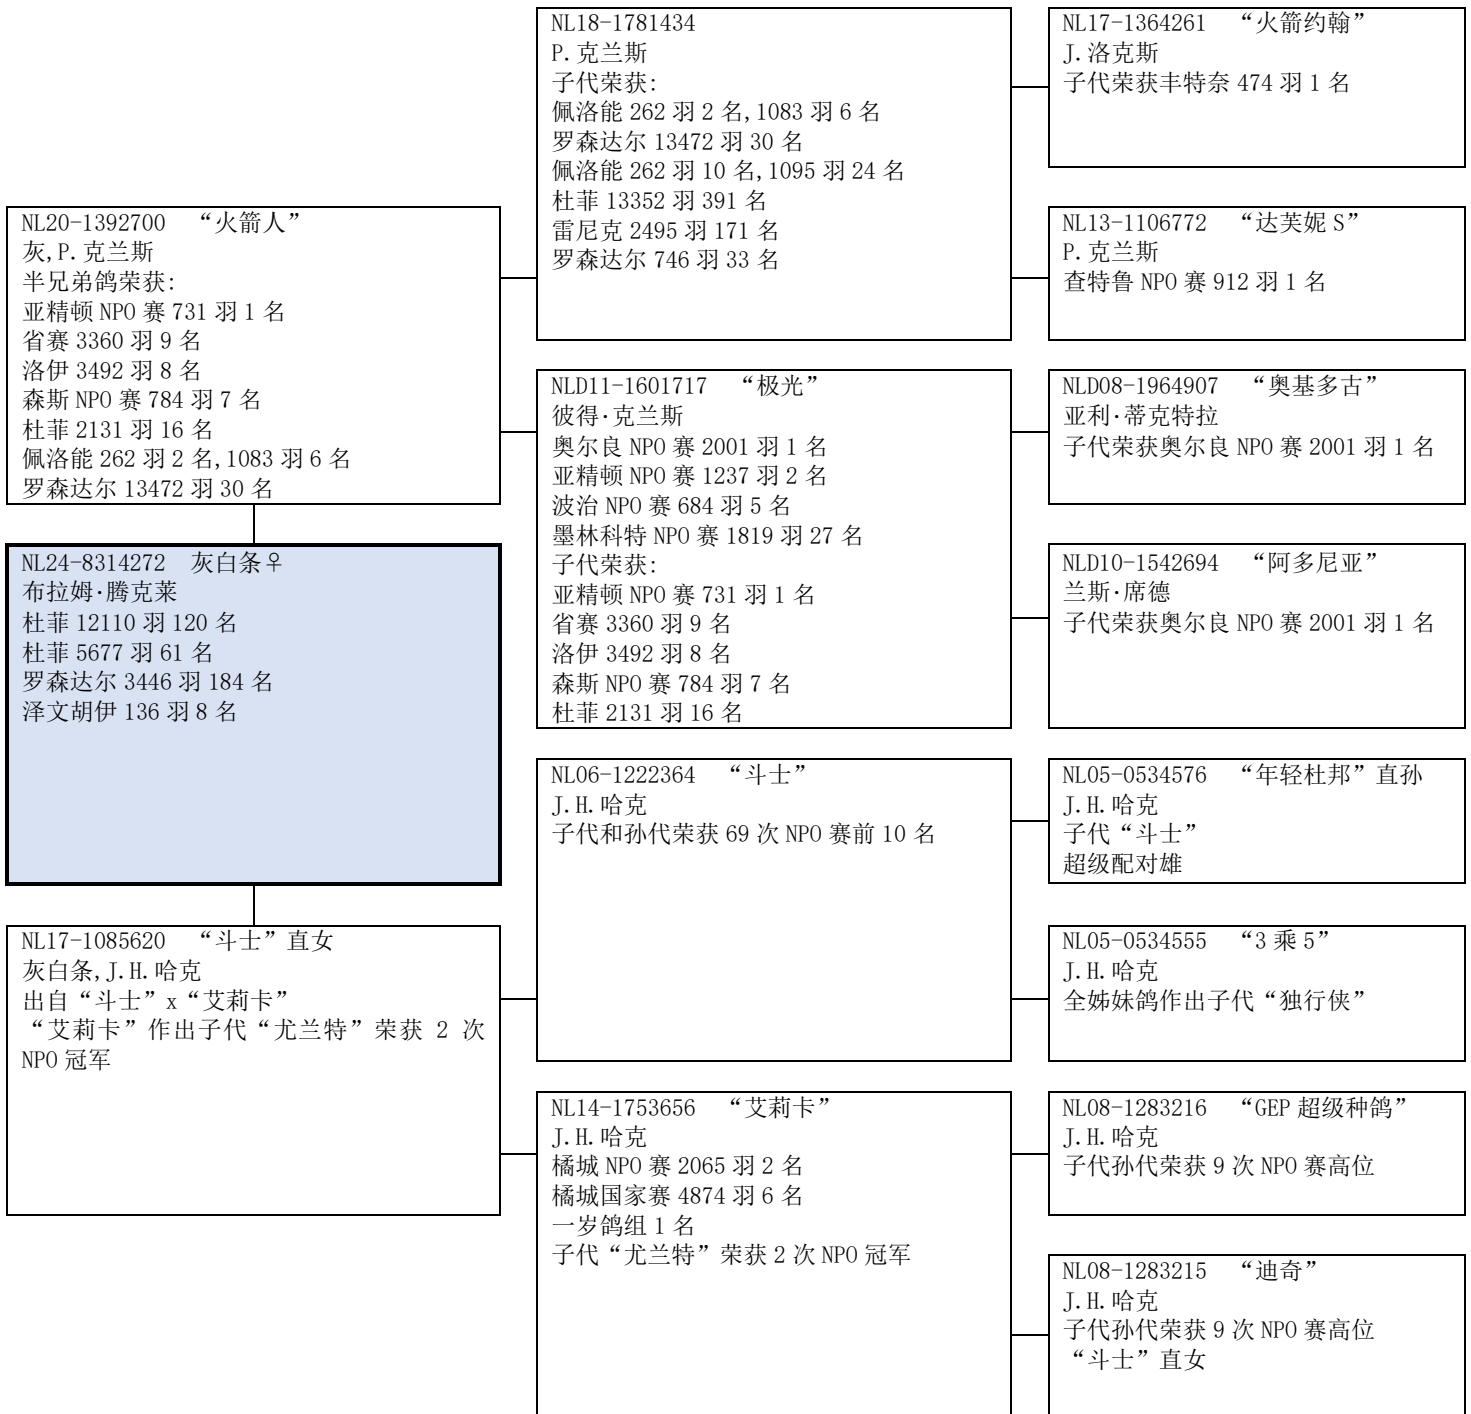 NL20-1392700 “火箭人”
灰,P.克兰斯
半兄弟鸽荣获:
亚精顿 NPO 赛 731 羽 1 名
省赛 3360 羽 9 名
洛伊 3492 羽 8 名
森斯 NPO 赛 784 羽 7 名
杜菲 2131 羽 16 名
佩洛能 262 羽 2 名,1083 羽 6 名
罗森达尔 13472 羽 30 名
NL24-8314272 灰白条♀
布拉姆·腾克莱
杜菲 12110 羽 120 名
杜菲 5677 羽 61 名
罗森达尔 3446 羽 184 名
泽文胡伊 136 羽 8 名
NL17-1085620 “斗士”直女
灰白条,J.H.哈克
出自“斗士”x“艾莉卡”
“艾莉卡”作出子代“尤兰特”荣获 2 次
NPO 冠军
NL18-1781434
P.克兰斯
子代荣获:
佩洛能 262 羽 2 名,1083 羽 6 名
罗森达尔 13472 羽 30 名
佩洛能 262 羽 10 名,1095 羽 24 名
杜菲 13352 羽 391 名
雷尼克 2495 羽 171 名
罗森达尔 746 羽 33 名
NLD11-1601717 “极光”
彼得·克兰斯
奥尔良 NPO 赛 2001 羽 1 名
亚精顿 NPO 赛 1237 羽 2 名
波治 NPO 赛 684 羽 5 名
墨林科特 NPO 赛 1819 羽 27 名
子代荣获:
亚精顿 NPO 赛 731 羽 1 名
省赛 3360 羽 9 名
洛伊 3492 羽 8 名
森斯 NPO 赛 784 羽 7 名
杜菲 2131 羽 16 名
NL06-1222364 “斗士”
J.H.哈克
子代和孙代荣获 69 次 NPO 赛前 10 名
NL14-1753656 “艾莉卡”
J.H.哈克
橘城 NPO 赛 2065 羽 2 名
橘城国家赛 4874 羽 6 名
一岁鸽组 1 名
子代“尤兰特”荣获 2 次 NPO 冠军
NL17-1364261 “火箭约翰”
J.洛克斯
子代荣获丰特奈 474 羽 1 名
NL13-1106772 “达芙妮 S”
P.克兰斯
查特鲁 NPO 赛 912 羽 1 名
NLD08-1964907 “奥基多古”
亚利·蒂克特拉
子代荣获奥尔良 NPO 赛 2001 羽 1 名
NLD10-1542694 “阿多尼亚”
兰斯·席德
子代荣获奥尔良 NPO 赛 2001 羽 1 名
NL05-0534576 “年轻杜邦”直孙
J.H.哈克
子代“斗士”
超级配对雄
NL05-0534555 “3 乘 5”
J.H.哈克
全姊妹鸽作出子代“独行侠”
NL08-1283216 “GEP 超级种鸽”
J.H.哈克
子代孙代荣获 9 次 NPO 赛高位
NL08-1283215 “迪奇”
J.H.哈克
子代孙代荣获 9 次 NPO 赛高位
“斗士”直女